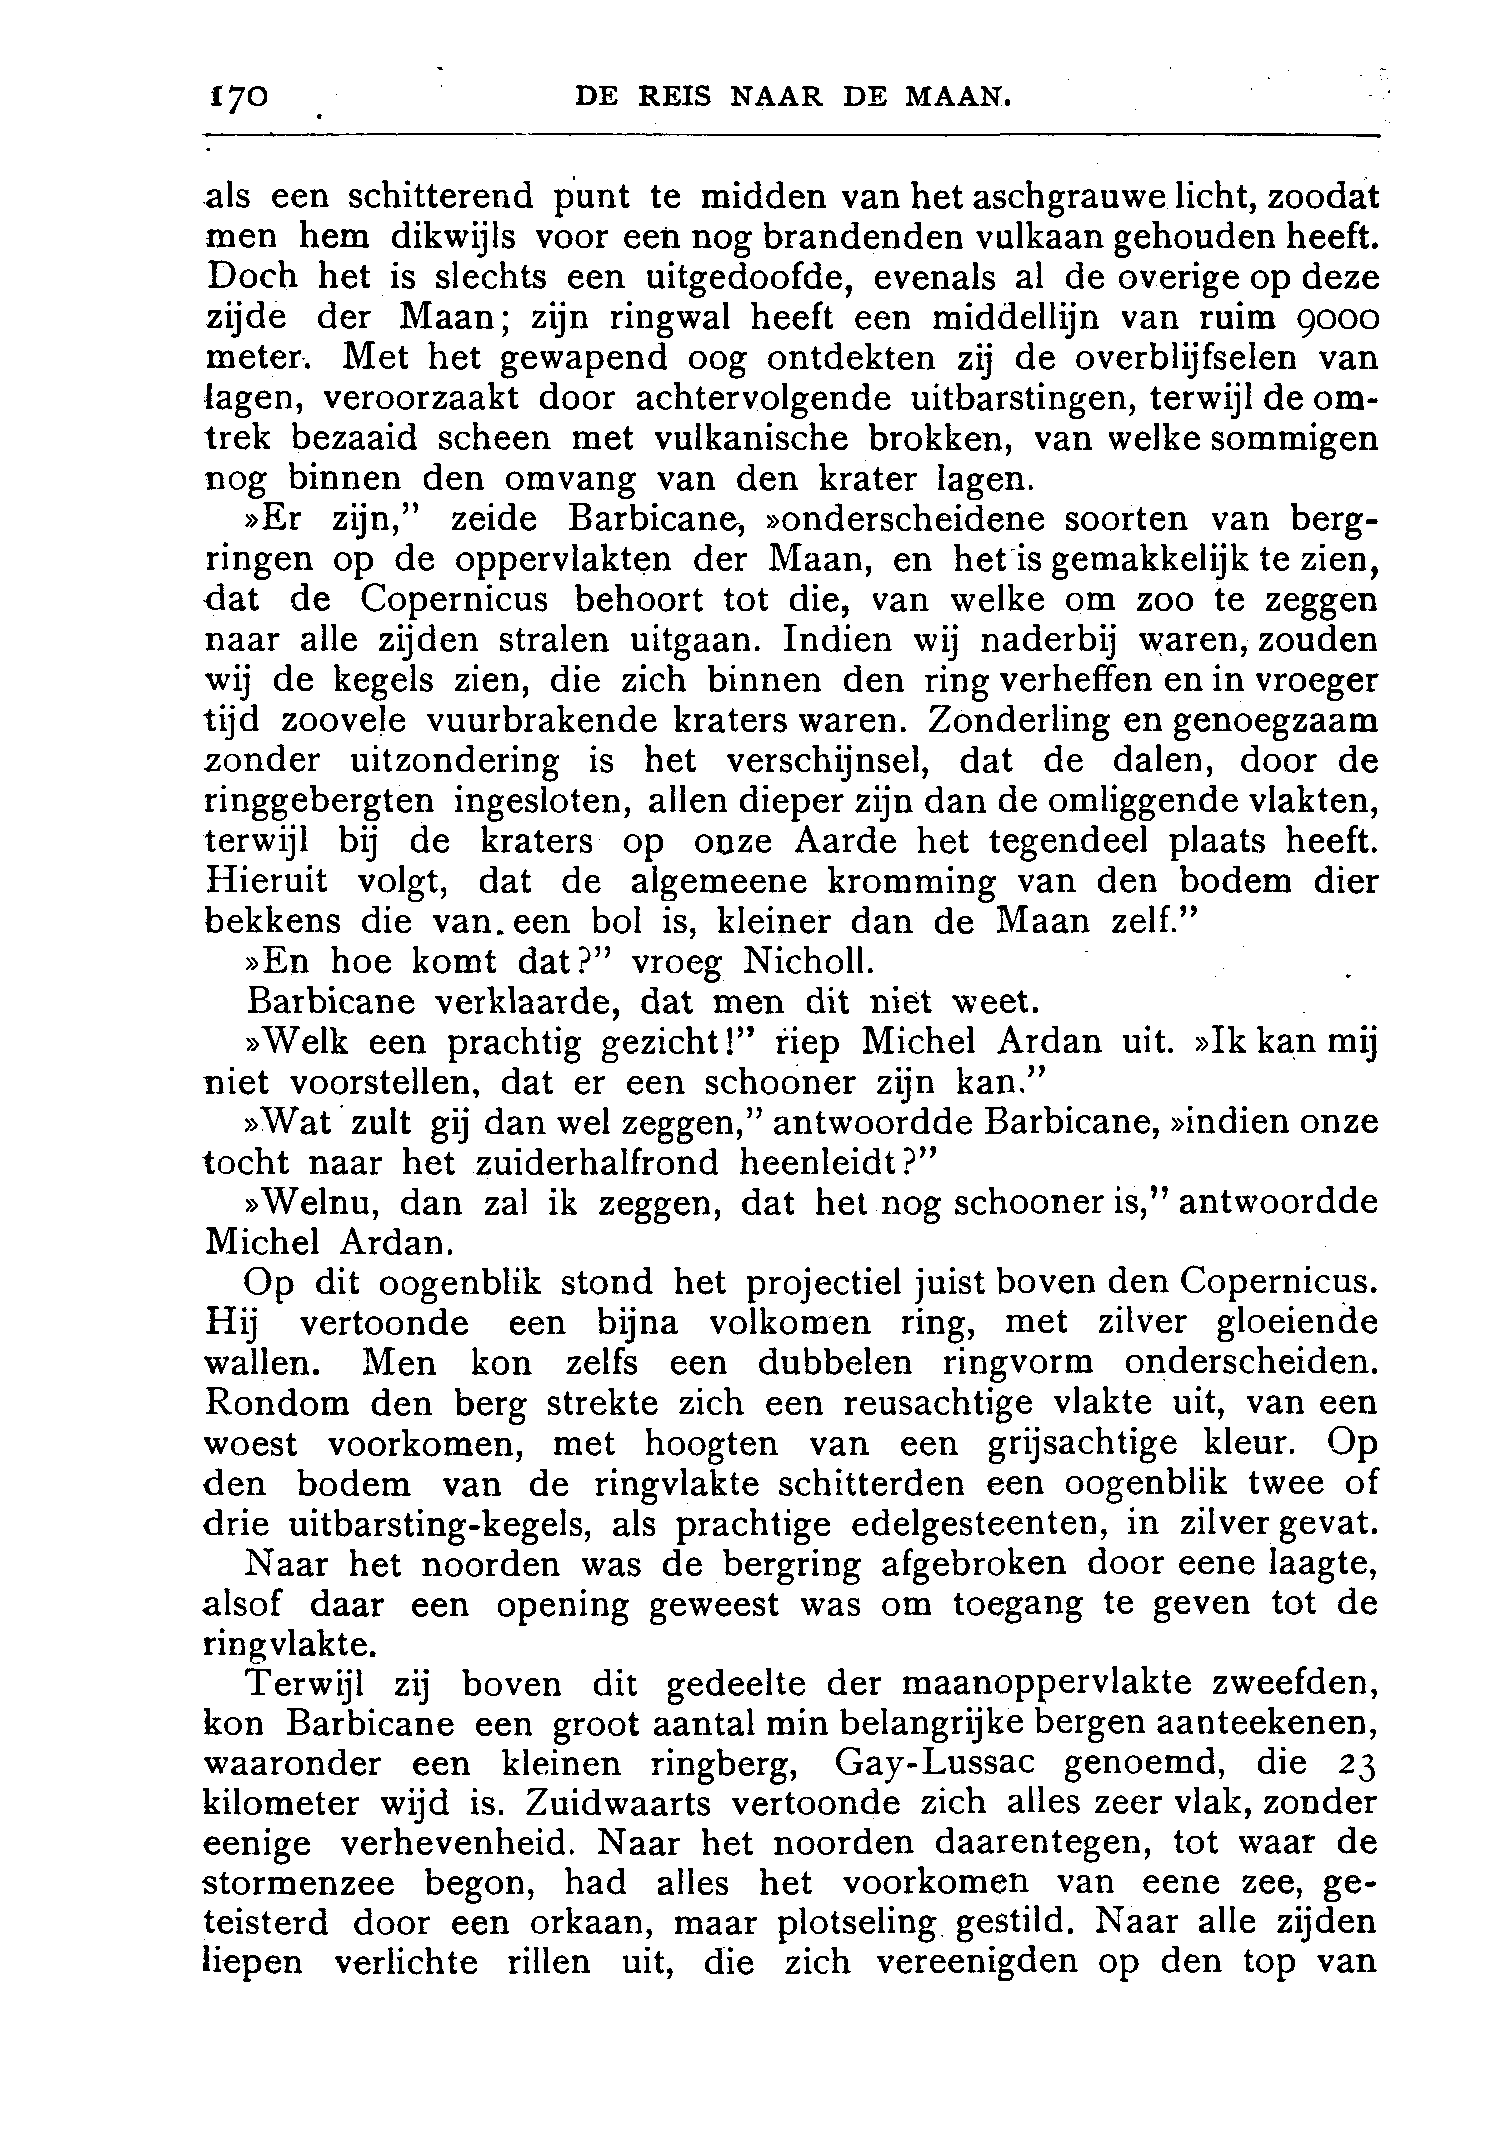 170 DE REIS NAAR DE MAAN.
als een schitterend punt te midden van het aschgrauwe licht, zoodat
men hem dikwijls voor een nog brandenden vulkaan gehouden heeft.
Doch het is slechts een uitgedoofde, evenals al de overige op deze
zijde der Maan; zijn ringwal heeft een middellijn van ruim 9000
meter. Met het gewapend oog ontdekten zij de overblijfselen van
lagen, veroorzaakt door achtervolgende uitbarstingen, terwijl de om-
trek bezaaid scheen met vulkanische brokken, van welke sommigen
nog binnen den omvang van den krater lagen.
»Er zijn,” zeide Barbicane, »onderscheidene soorten van berg-
ringen op de oppervlakten der Maan, en het is gemakkelijk te zien,
dat de Copernicus behoort tot die, van welke om zoo te zeggen
naar alle zijden stralen uitgaan. Indien wij naderbij waren, zouden
wij de kegels zien, die zich binnen den ring verheffen en in vroeger
tijd zoovele vuurbrakende kraters waren. Zonderling en genoegzaam
zonder uitzondering is het verschijnsel, dat de dalen, door de
ringgebergten ingesloten, allen dieper zijn dan de omliggende vlakten,
terwijl bij de kraters op onze Aarde het tegendeel plaats heeft.
Hieruit volgt, dat de algemeene kromming van den bodem dier
bekkens die van een bol is, kleiner dan de Maan zelf.”
»En hoe komt dat?” vroeg Nicholl.
Barbicane verklaarde, dat men dit niet weet.
»Welk een prachtig gezicht!” riep Michel Ardan uit. »Ik kan mij
niet voorstellen, dat er een schooner zijn kan.”
»Wat zult gij dan wel zeggen,” antwoordde Barbicane, »indien onze
tocht naar het zuiderhalfrond heenleidt?”
»Welnu, dan zal ik zeggen, dat het nog schooner is,” antwoordde
Michel Ardan.
Op dit oogenblik stond het projectiel juist boven den Copernicus.
Hij vertoonde een bijna volkomen ring, met zilver gloeiende
wallen. Men kon zelfs een dubbelen ringvorm onderscheiden.
Rondom den berg strekte zich een reusachtige vlakte uit, van een
woest voorkomen, met hoogten van een grijsachtige kleur. Op
den bodem van de ringvlakte schitterden een oogenblik twee of
drie uitbarsting-kegels, als prachtige edelgesteenten, in zilver gevat.
Naar het noorden was de bergring afgebroken door eene laagte,
alsof daar een opening geweest was om toegang te geven tot de
ringvlakte.
Terwijl zij boven dit gedeelte der maanoppervlakte zweefden,
kon Barbicane een groot aantal min belangrijke bergen aanteekenen,
waaronder een kleinen ringberg, Gay-Lussac genoemd, die 23
kilometer wijd is. Zuidwaarts vertoonde zich alles zeer vlak, zonder
eenige verhevenheid. Naar het noorden daarentegen, tot waar de
stormenzee begon, had alles het voorkomen van eene zee, ge-
teisterd door een orkaan, maar plotseling gestild. Naar alle zijden
liepen verlichte rillen uit, die zich vereenigden op den top van